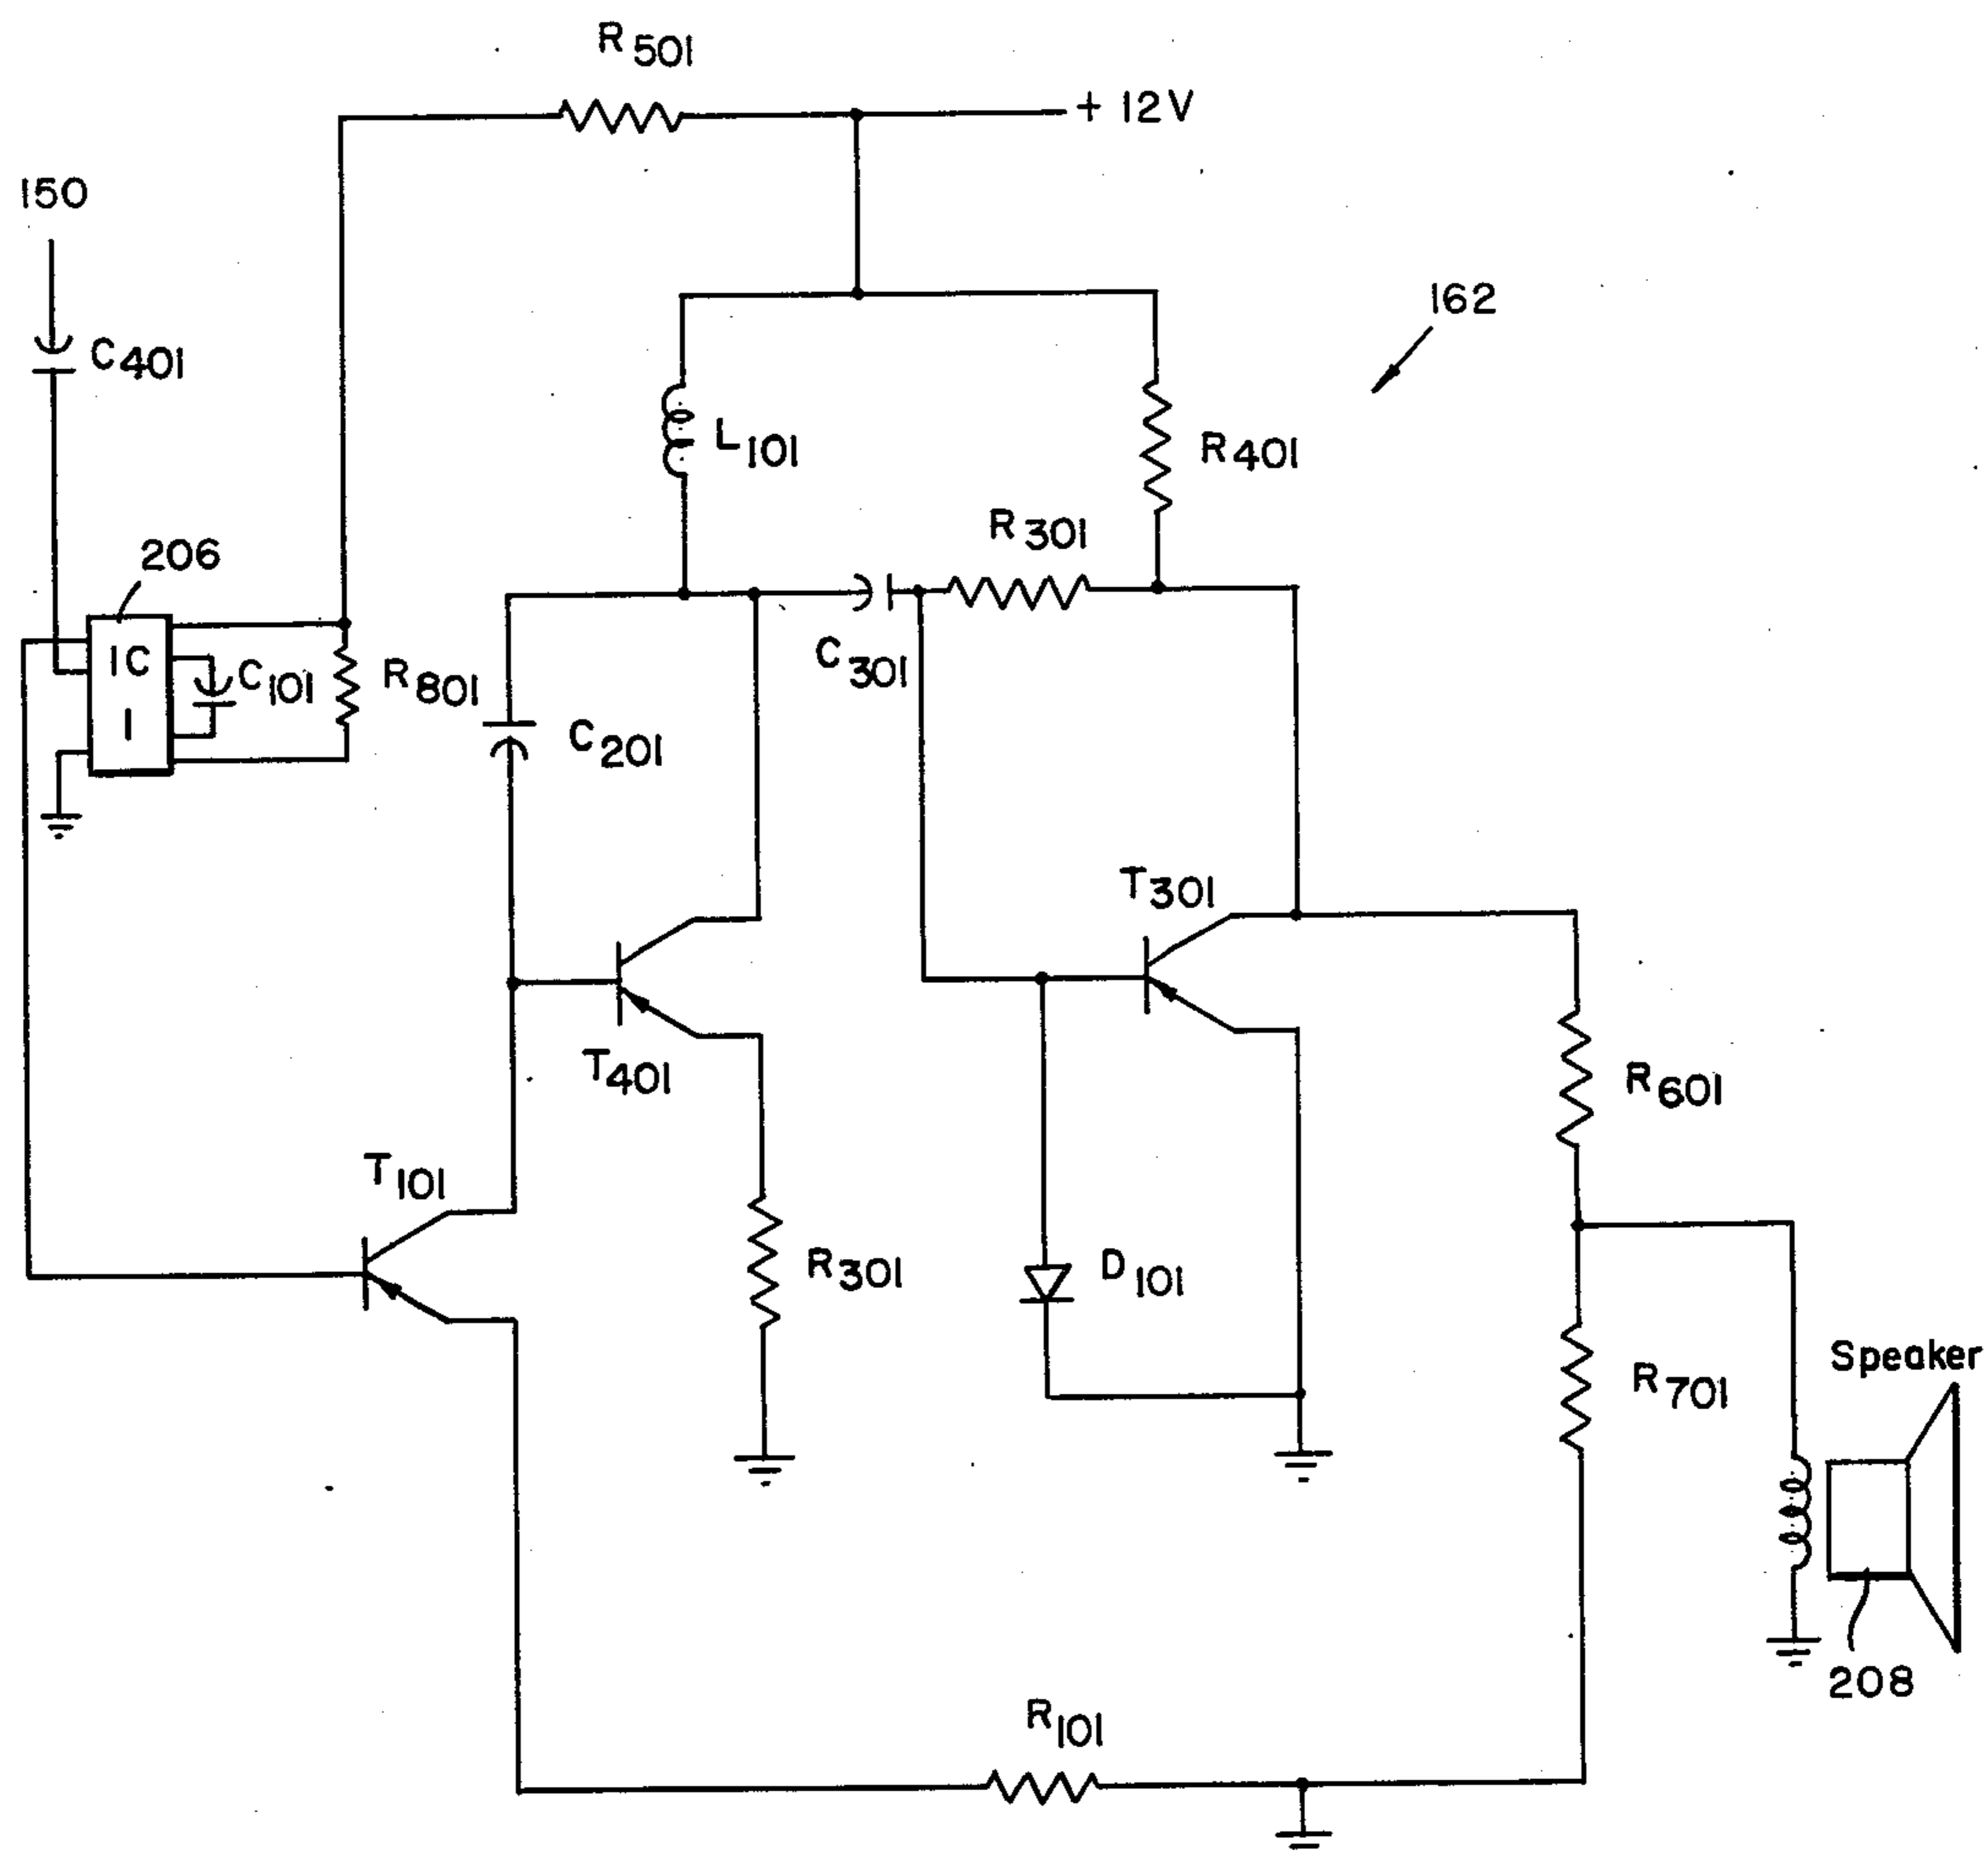 R501
+ 12V
150
162
C401
L101
R401
R301
206
IC
1
C101
R801
C301
C201
T301
T401
R601
T101
R301
D101
Speaker
R701
208
R101